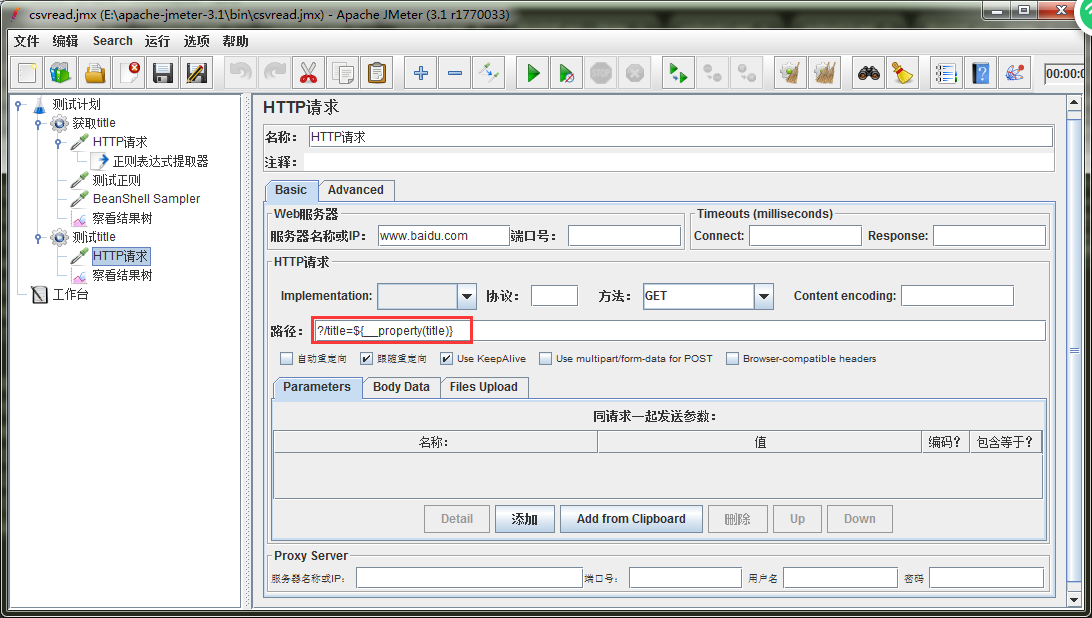 csvread.jmx (E:\apache-jmeter-3.1\bin\csvread.jmx) - Apache JMeter (3.1 r1770033)
文件 编辑 Search 运行 选项 帮助
00:00:0
测试计划
获取title
HTTP请求
正则表达式提取器
测试正则
BeanShell Sampler
察看结果树
测试title
HTTP请求
察看结果树
工作台
HTTP请求
名称: HTTP请求
注释:
Basic Advanced
Web服务器
服务器名称或IP: www.baidu.com 端口号:
Timeouts (milliseconds)
Connect: Response:
HTTP请求
Implementation: 协议: 方法: GET Content encoding:
路径: ?/title=${__property(title)}
自动重定向 跟随重定向 Use KeepAlive Use multipart/form-data for POST Browser-compatible headers
Parameters Body Data Files Upload
同请求一起发送参数:
名称: 值 编码? 包含等于?
Detail 添加 Add from Clipboard 删除 Up Down
Proxy Server
服务器名称或IP: 端口号: 用户名 密码